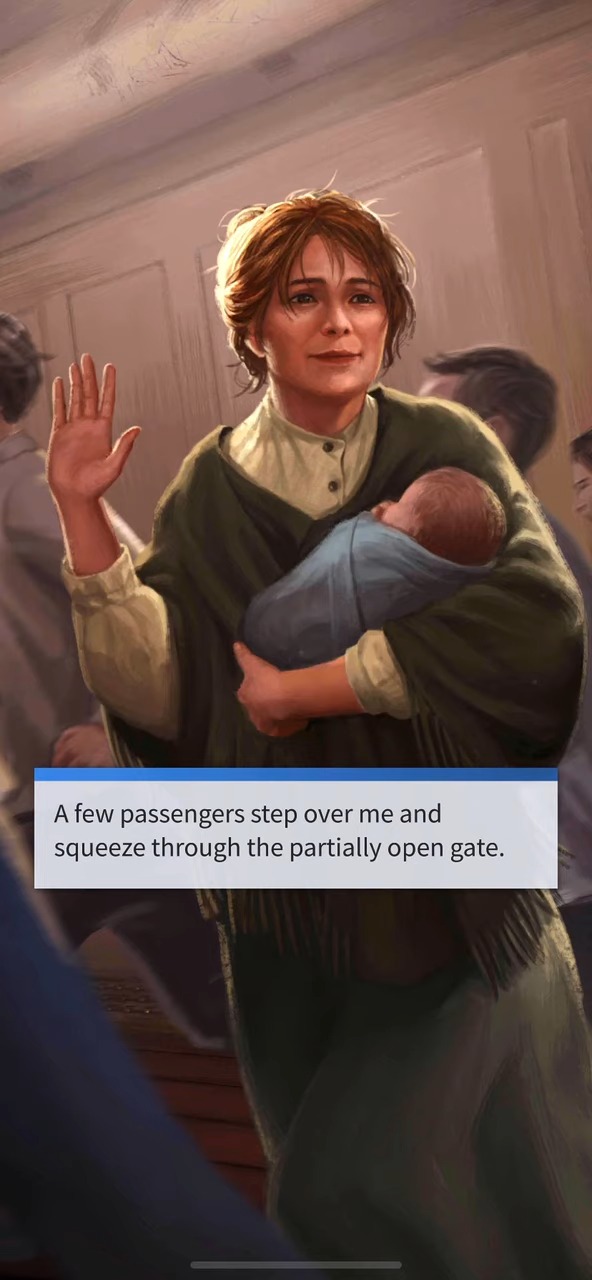 A few passengers step over me and
squeeze through the partially open gate.